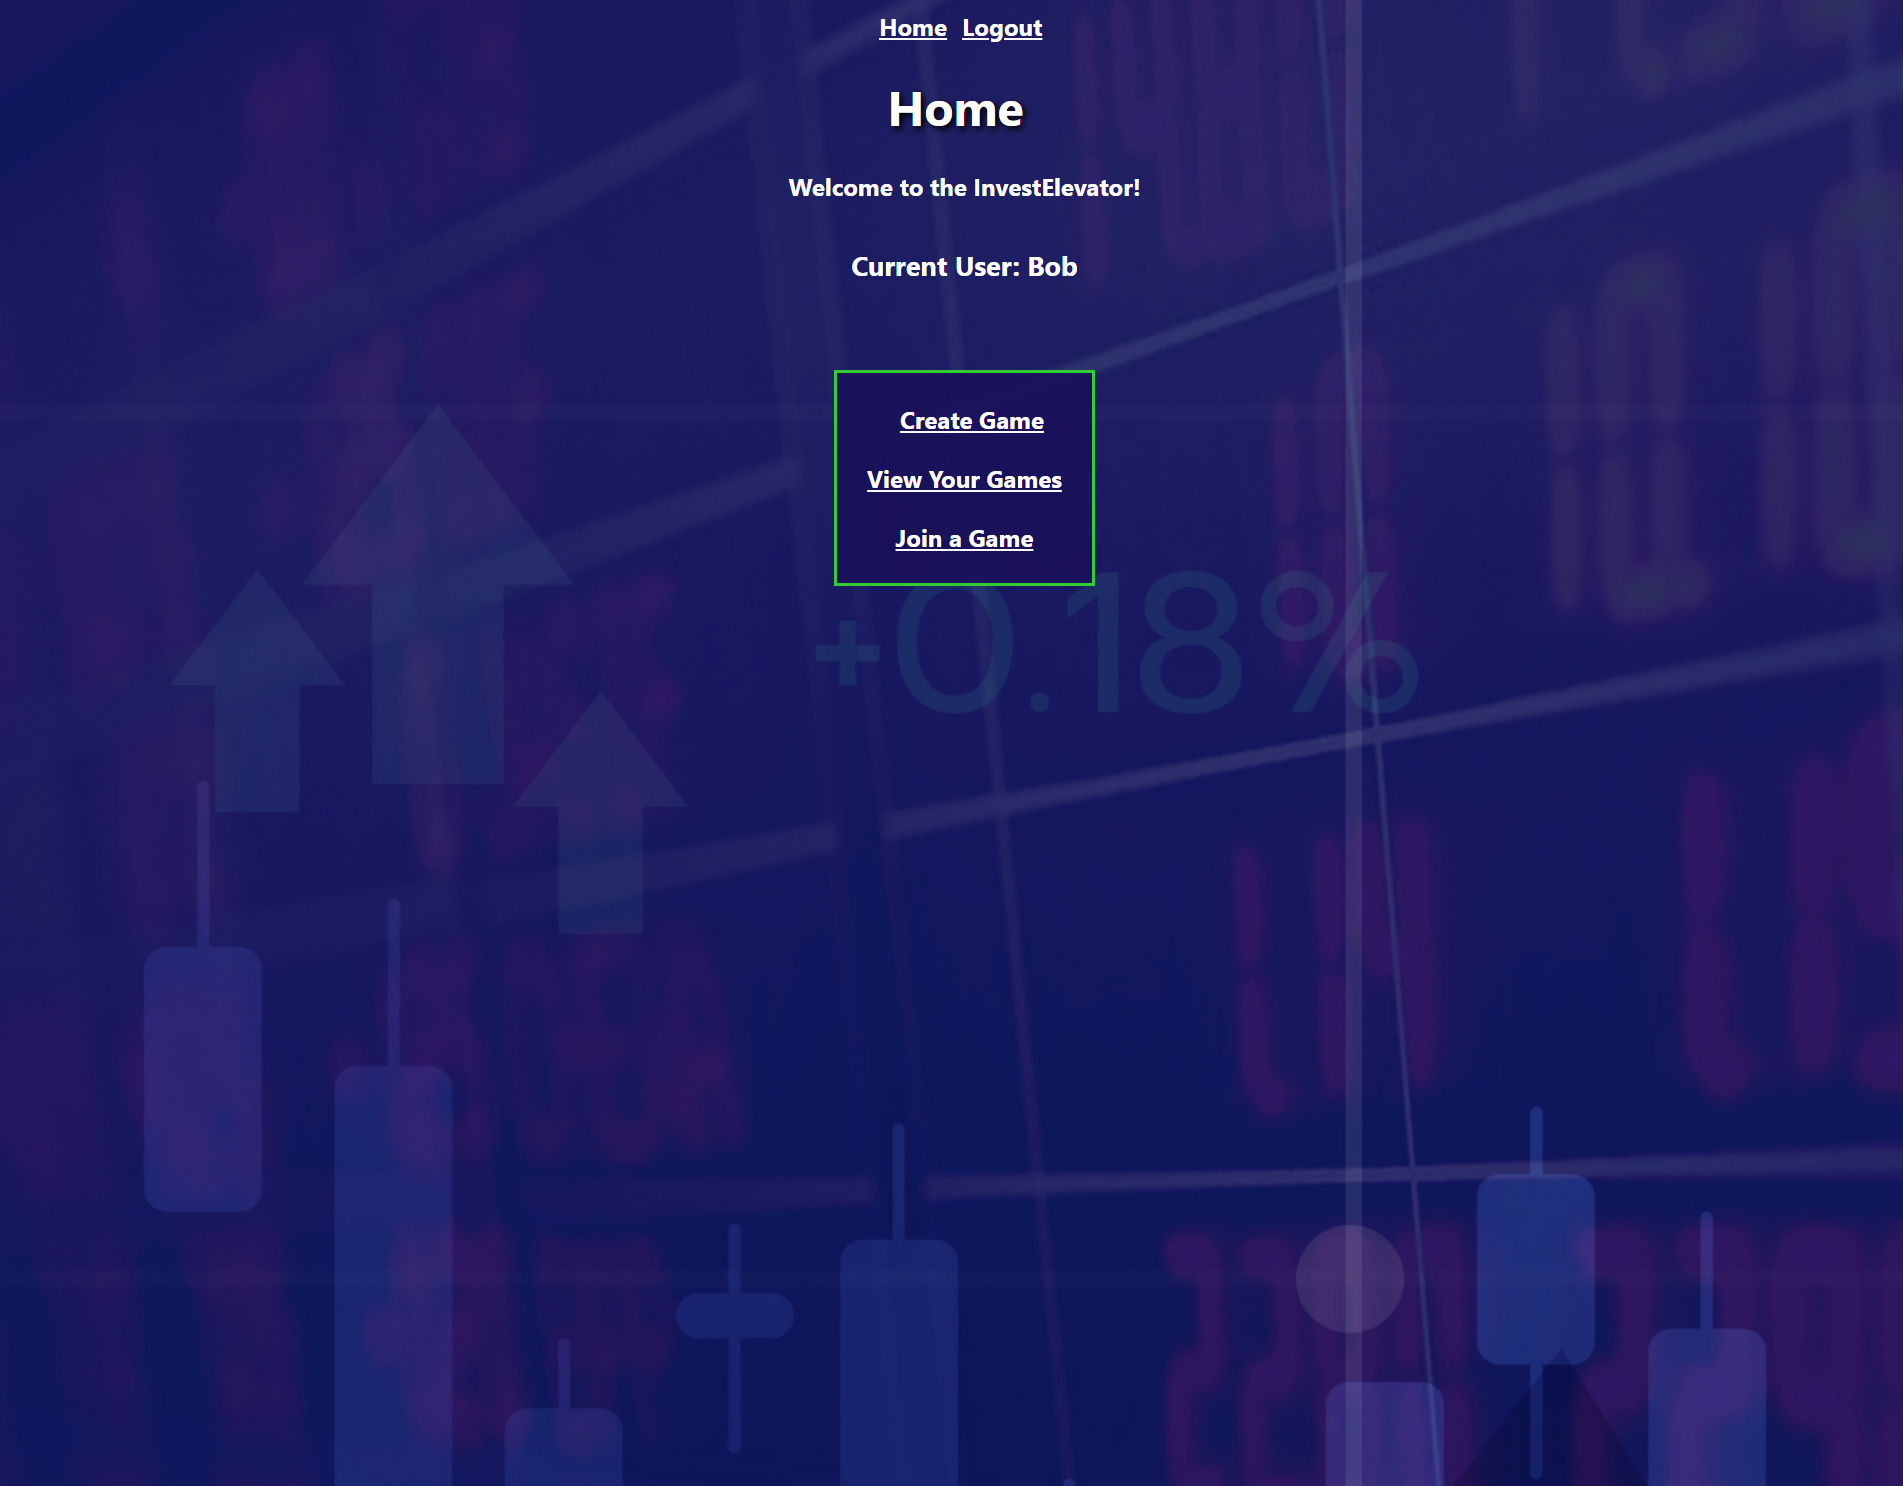 Home Logout
Home
Welcome to the InvestElevator!
Current User: Bob
Create Game
View Your Games
Join a Game
+0.18%